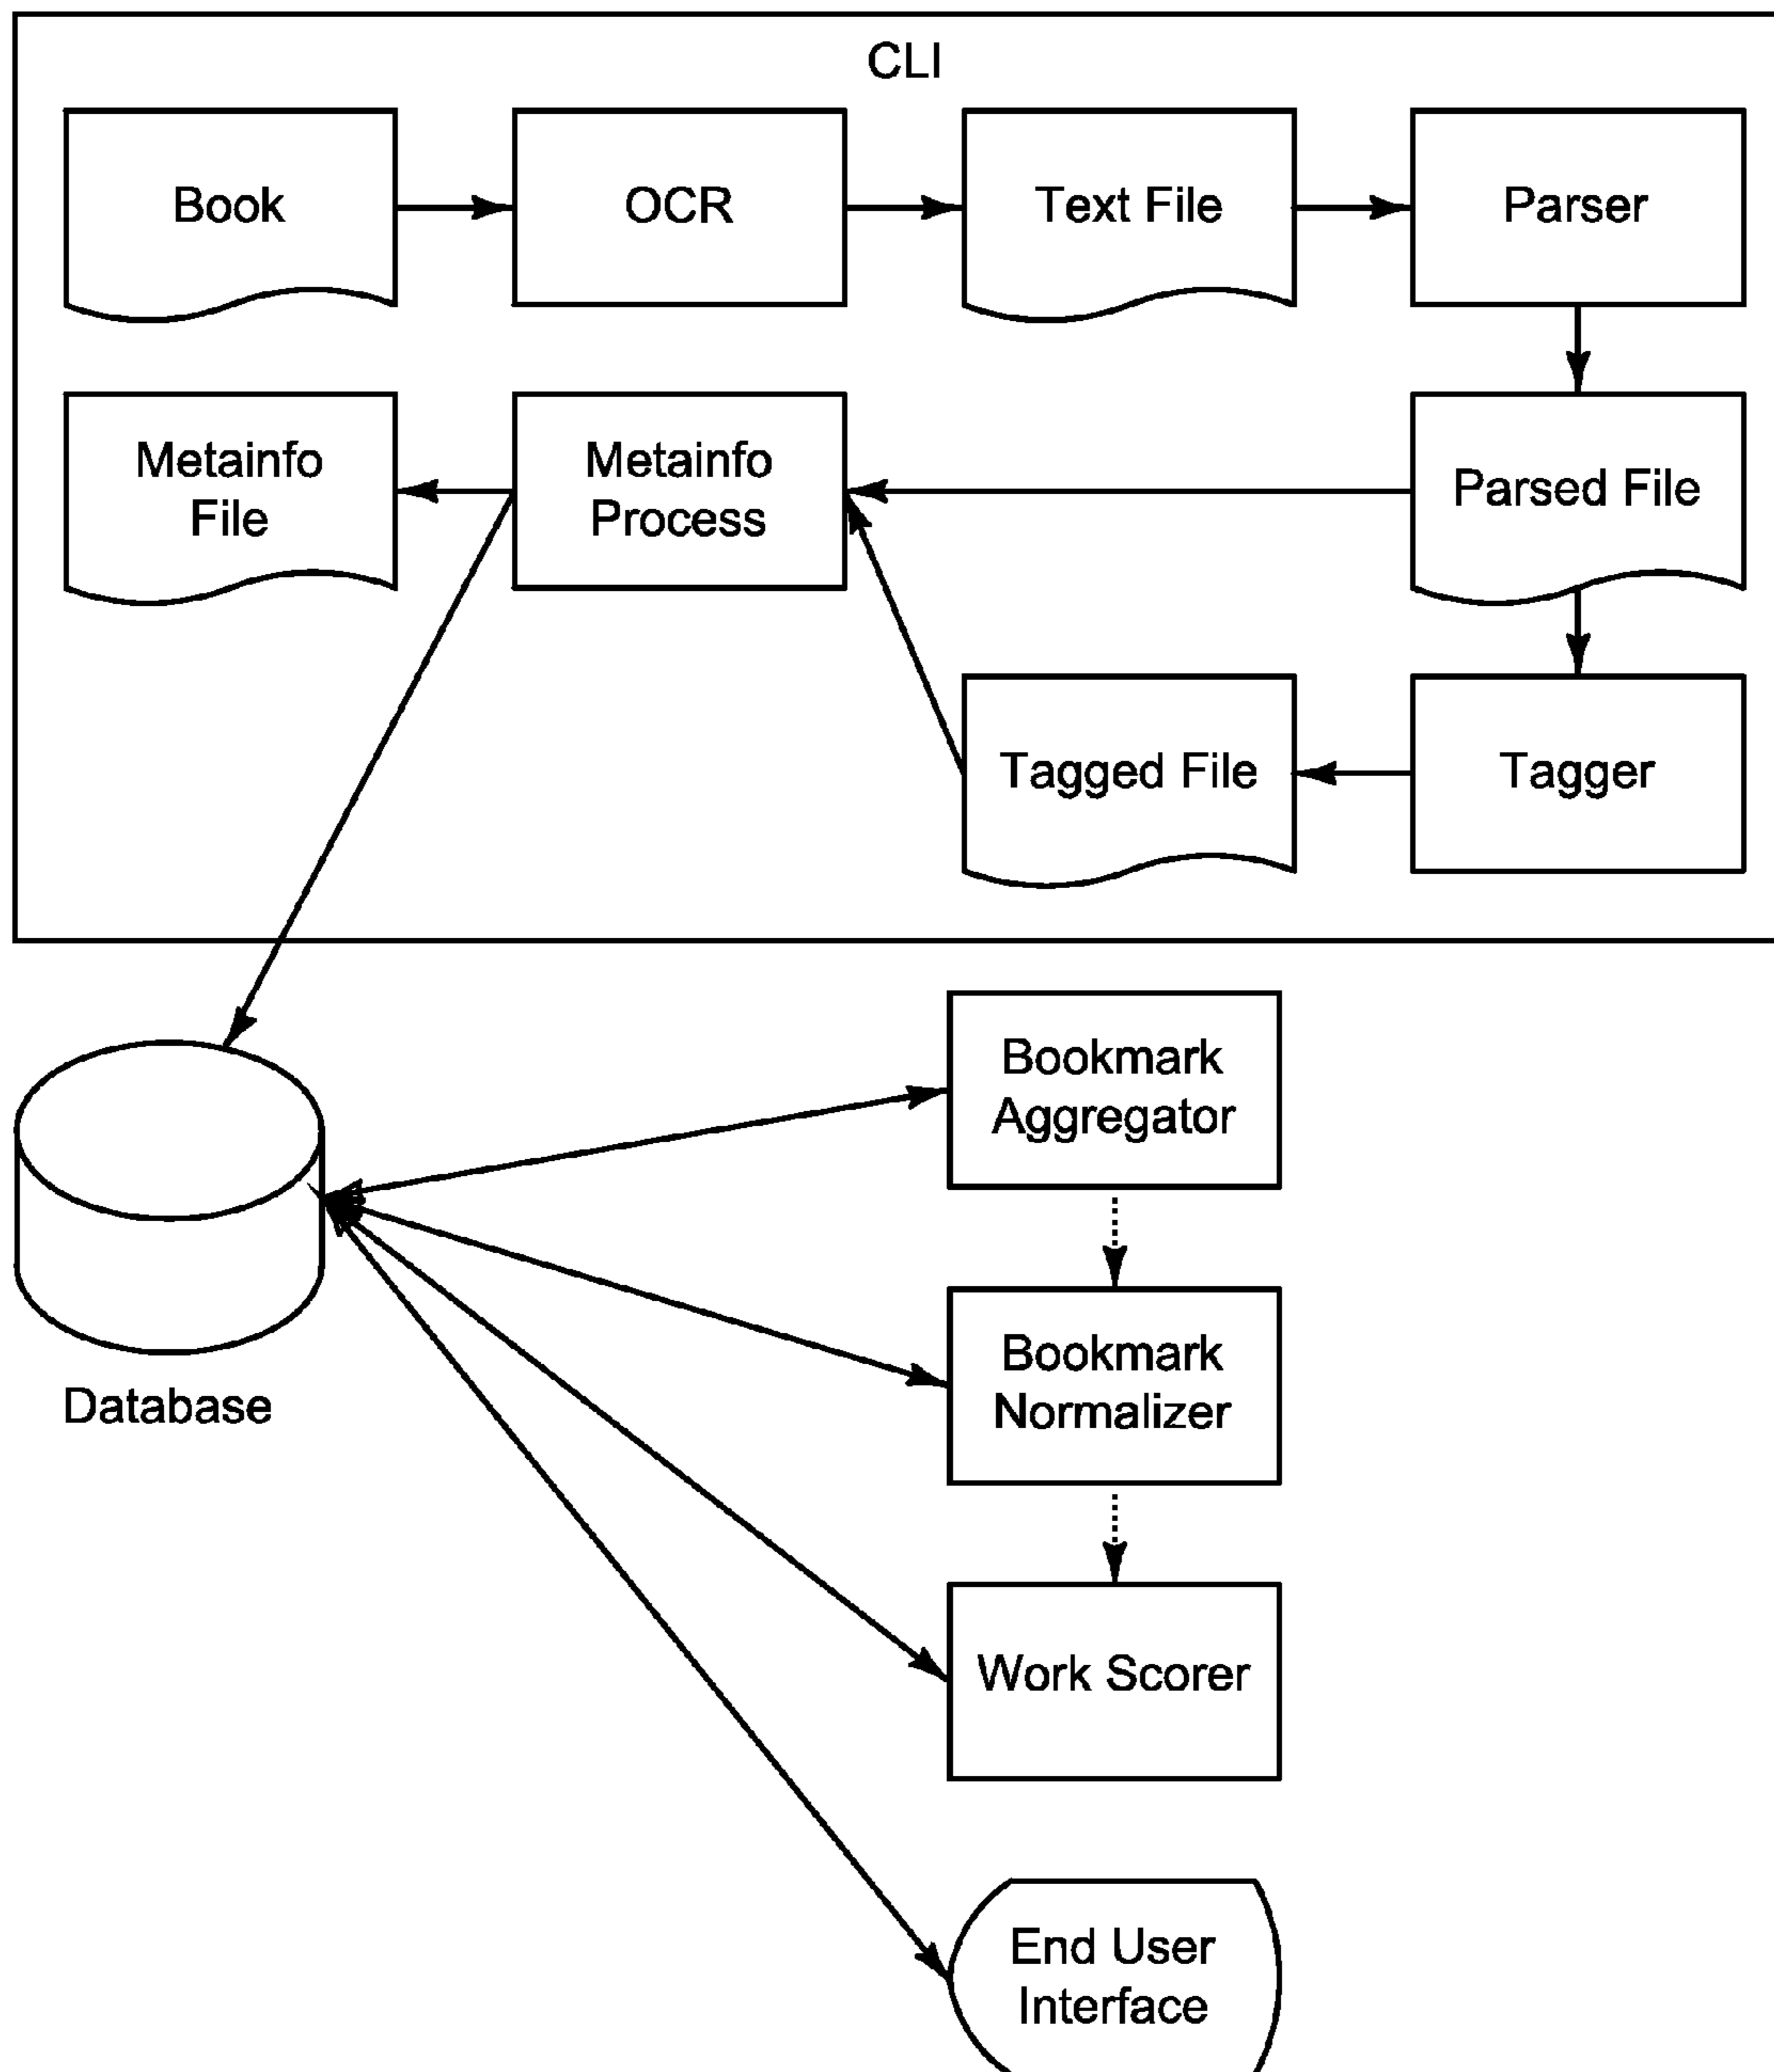 CLI
Book
OCR
Text File
Parser
Metainfo
File
Metainfo
Process
Parsed File
Tagged File
Tagger
Bookmark
Aggregator
Bookmark
Normalizer
Database
Work Scorer
End User
Interface